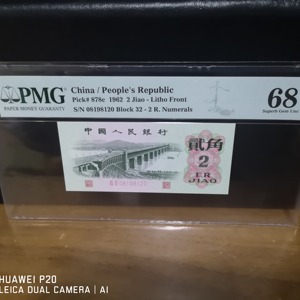 PMG
PAPER MONEY GUARANTY
China / People's Republic
Pick# 878c 1962 2 Jiao - Litho Front
S/N 06198120 Block 32 - 2 R. Numerals
68
Superb Gem Unc
中國人民銀行
貳角
2
ER
JIAO
HUAWEI P20
LEICA DUAL CAMERA | AI